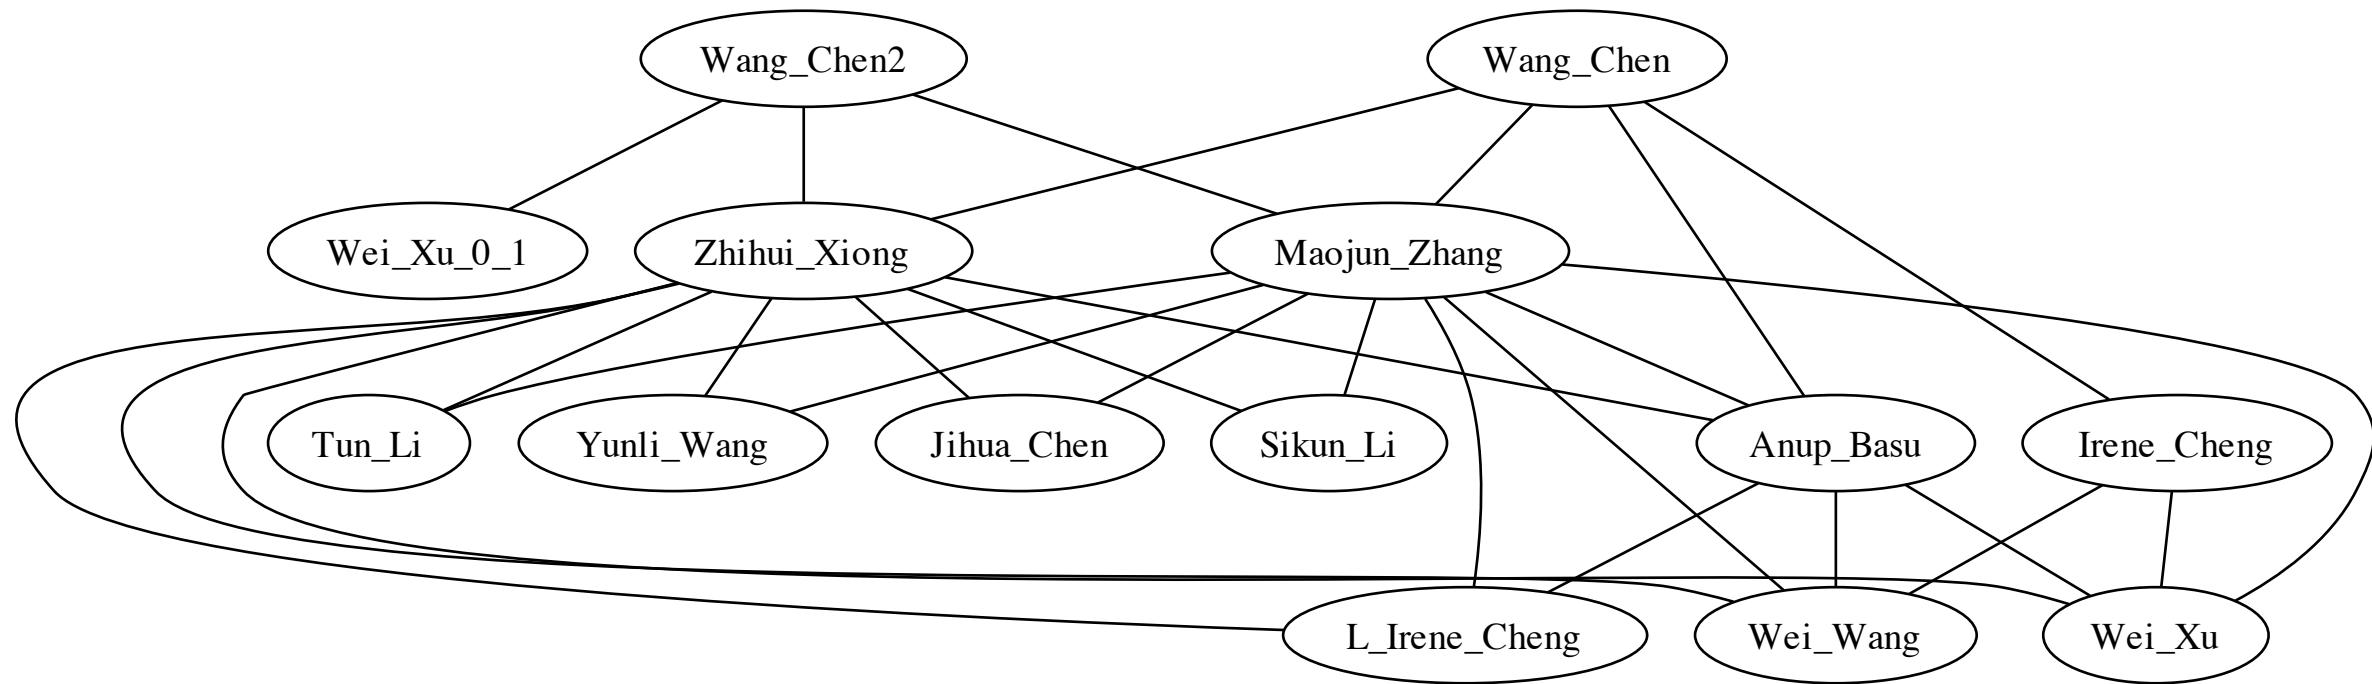 Wang_Chen2
Wang_Chen
Wei_Xu_0_1
Zhihui_Xiong
Maojun_Zhang
Tun_Li
Yunli_Wang
Jihua_Chen
Sikun_Li
Anup_Basu
Irene_Cheng
L_Irene_Cheng
Wei_Wang
Wei_Xu